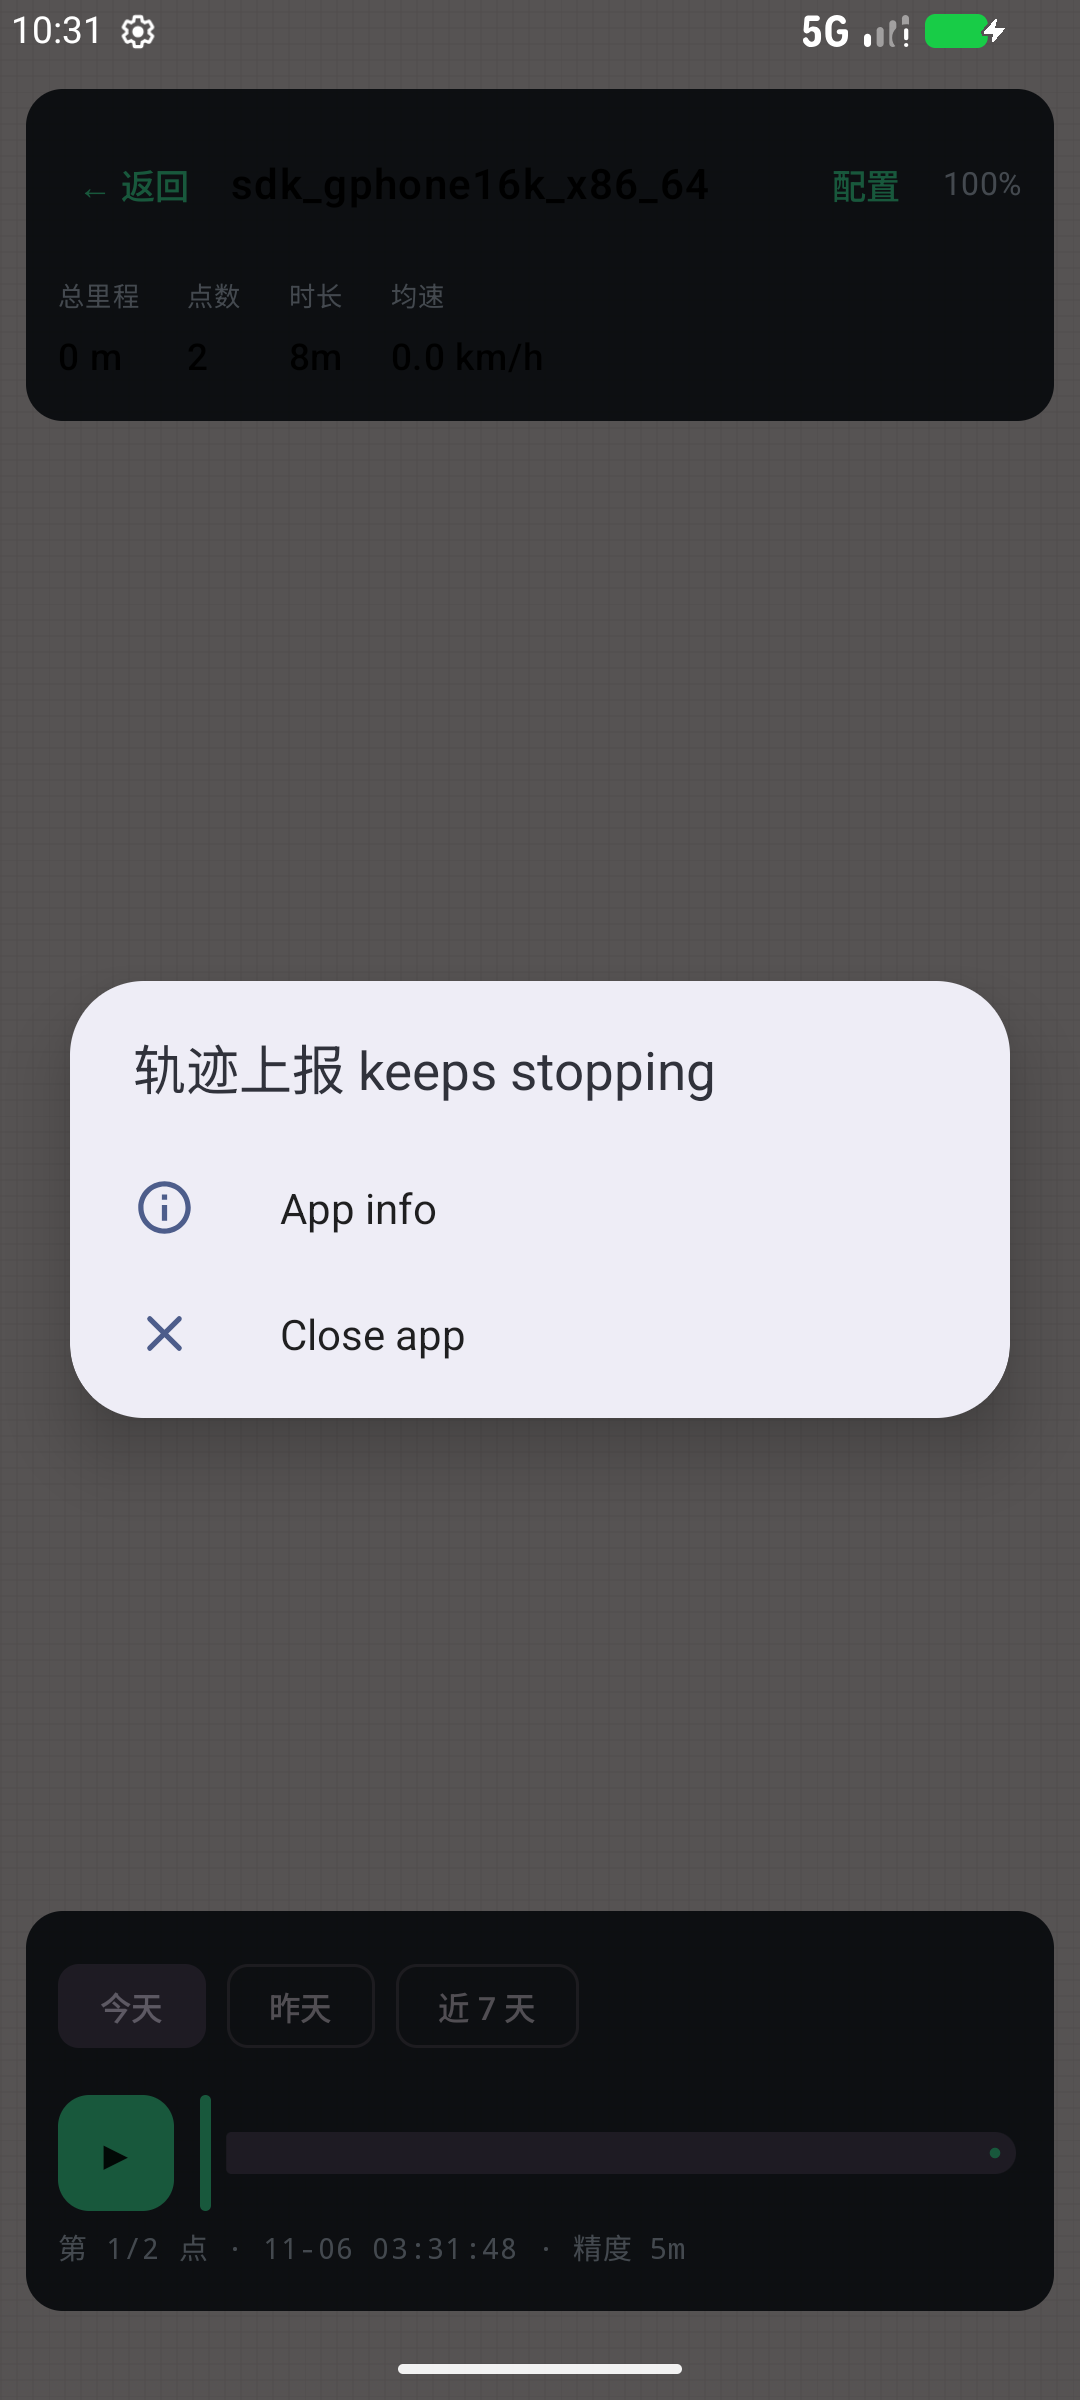 10:31 5G
← 返回 sdk_gphone16k_x86_64 配置 100%
总里程 点数 时长 均速
0 m 2 8m 0.0 km/h
轨迹上报 keeps stopping
App info
Close app
今天 昨天 近 7 天
第 1/2 点 · 11-06 03:31:48 · 精度 5m